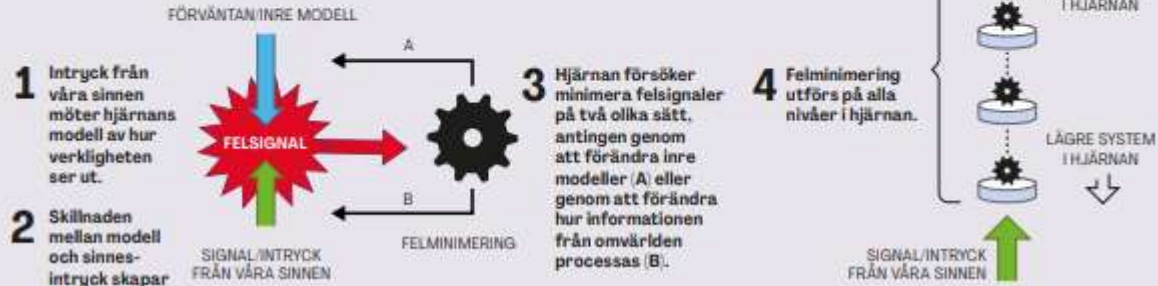 FÖRVÄNTAN/INRE MODELL
1 Intryck från
våra sinnen
möter hjärnans
modell av hur
verkligheten
ser ut.
2 Skillnaden
mellan modell
och sinnes-
intryck skapar
FELSIGNAL
SIGNAL/INTRYCK
FRÅN VÅRA SINNEN
A
B
FELMINIMERING
3 Hjärnan försöker
minimera felsignaler
på två olika sätt,
antingen genom
att förändra inre
modeller (A) eller
genom att förändra
hur informationen
från omvärlden
processas (B).
4 Felminimering
utförs på alla
nivåer i hjärnan.
I HJÄRNAN
LÄGRE SYSTEM
I HJÄRNAN
SIGNAL/INTRYCK
FRÅN VÅRA SINNEN